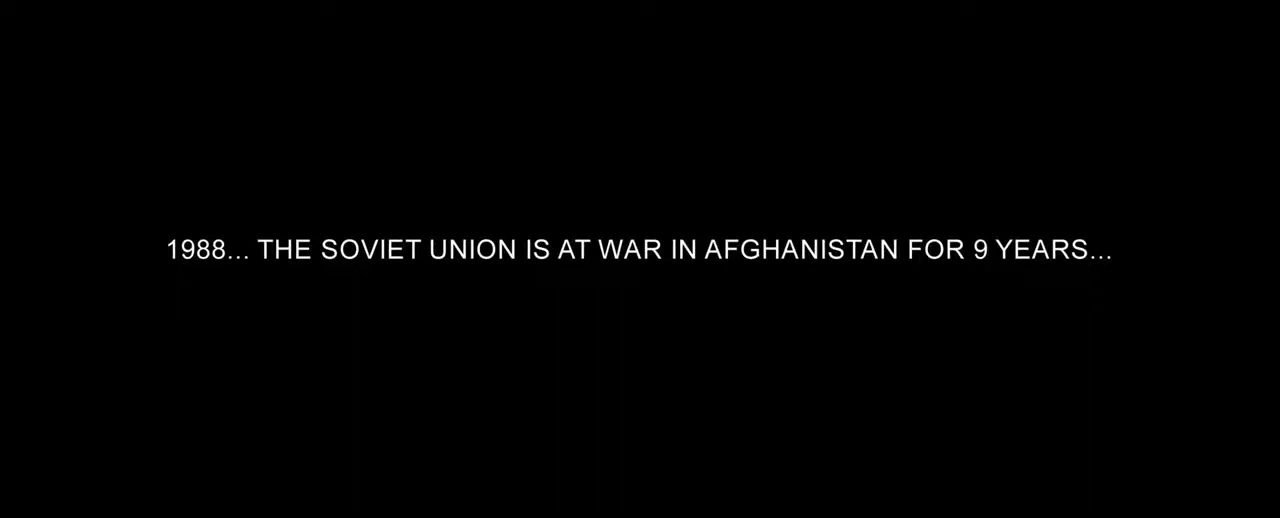 1988... THE SOVIET UNION IS AT WAR IN AFGHANISTAN FOR 9 YEARS...